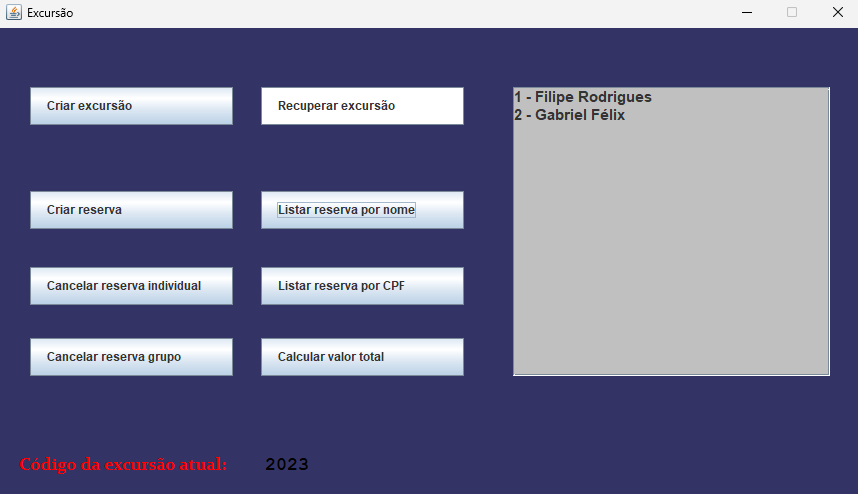 Excursão
Criar excursão
Recuperar excursão
1 - Filipe Rodrigues
2 - Gabriel Félix
Criar reserva
Listar reserva por nome
Cancelar reserva individual
Listar reserva por CPF
Cancelar reserva grupo
Calcular valor total
Código da excursão atual: 2023